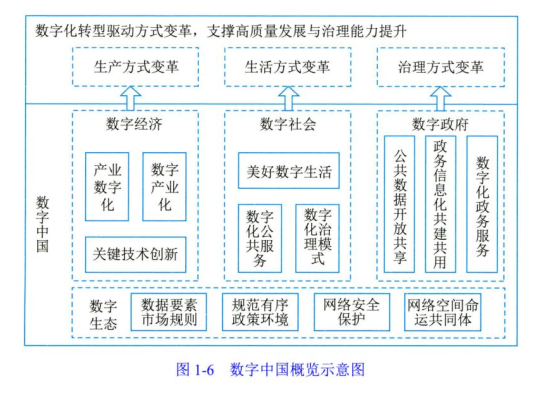 数字化转型驱动方式变革，支撑高质量发展与治理能力提升
生产方式变革
生活方式变革
治理方式变革
数字中国
数字经济
产业
数字
化
数字
产业
化
关键技术创新
数字社会
美好数字生活
数字
化公
共服
务
数字
化治
理模
式
数字政府
公共数据开放共享
政务信息化共建共用
数字化政务服务
数字
生态
数据要素
市场规则
规范有序
政策环境
网络安全
保护
网络空间命
运共同体
图 1-6 数字中国概览示意图